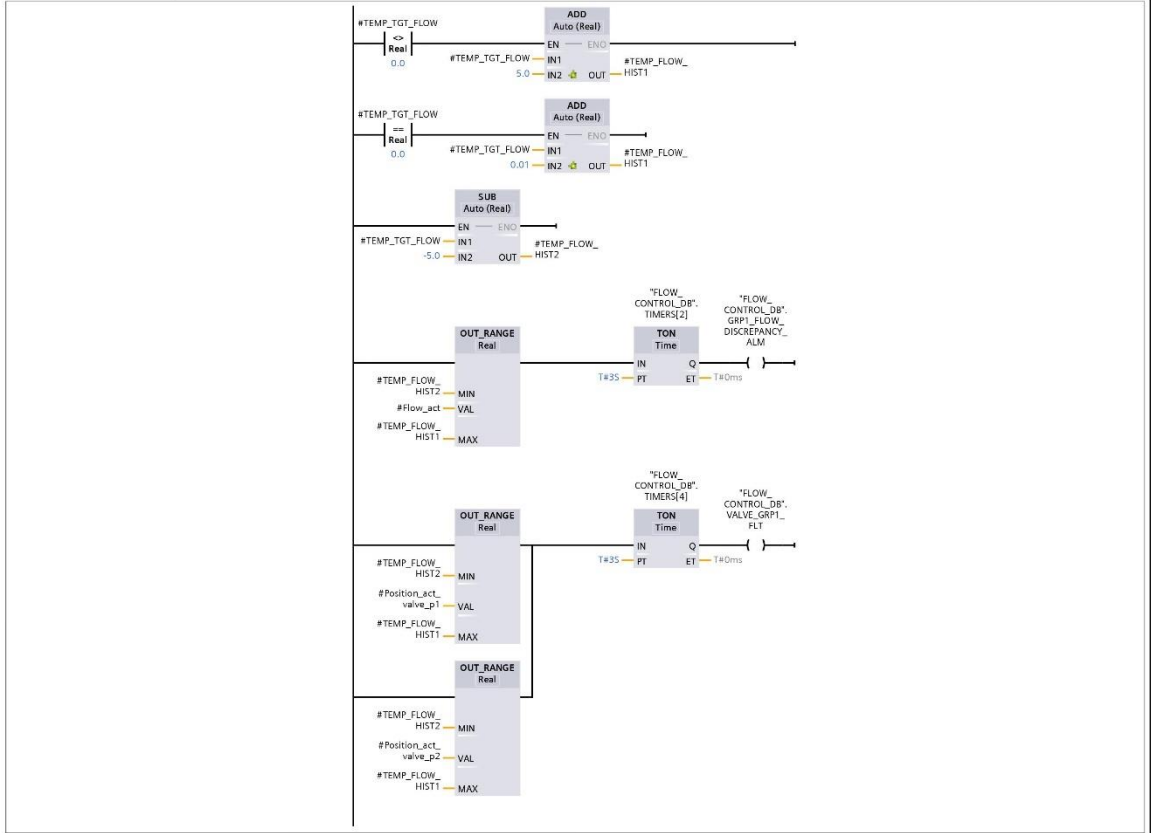 #TEMP_TGT_FLOW
<>
Real
0.0
ADD
Auto (Real)
EN ENO
#TEMP_TGT_FLOW IN1
5.0 IN2 OUT
#TEMP_FLOW_
HIST1
#TEMP_TGT_FLOW
==
Real
0.0
ADD
Auto (Real)
EN ENO
#TEMP_TGT_FLOW IN1
0.01 IN2 OUT
#TEMP_FLOW_
HIST1
SUB
Auto (Real)
EN ENO
#TEMP_TGT_FLOW IN1
-5.0 IN2 OUT
#TEMP_FLOW_
HIST2
OUT_RANGE
Real
#TEMP_FLOW_
HIST2 MIN
#Flow_act VAL
#TEMP_FLOW_
HIST1 MAX
"FLOW_
CONTROL_DB".
TIMERS[2]
TON
Time
IN Q
T#3S PT ET T#0ms
"FLOW_
CONTROL_DB".
GRP1_FLOW_
DISCREPANCY_
ALM
OUT_RANGE
Real
#TEMP_FLOW_
HIST2 MIN
#Position_act_
valve_p1 VAL
#TEMP_FLOW_
HIST1 MAX
"FLOW_
CONTROL_DB".
TIMERS[4]
TON
Time
IN Q
T#3S PT ET T#0ms
"FLOW_
CONTROL_DB".
VALVE_GRP1_
FLT
OUT_RANGE
Real
#TEMP_FLOW_
HIST2 MIN
#Position_act_
valve_p2 VAL
#TEMP_FLOW_
HIST1 MAX